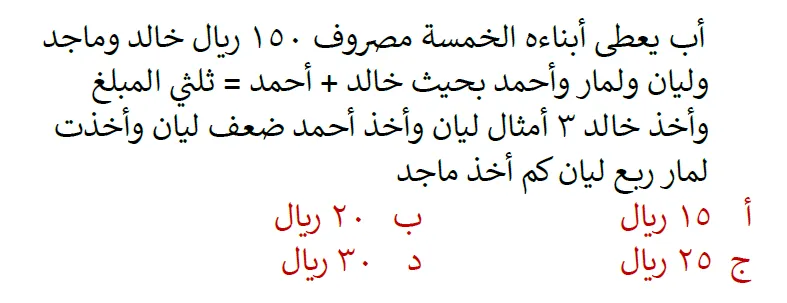 أب يعطى أبناءه الخمسة مصروف ١٥٠ ريال خالد وماجد
وليان ولمار وأحمد بحيث خالد + أحمد = ثلثي المبلغ
وأخذ خالد ٣ أمثال ليان وأخذ أحمد ضعف ليان وأخذت
لمار ربع ليان كم أخذ ماجد
أ ١٥ ريال ب ٢٠ ريال
ج ٢٥ ريال د ٣٠ ريال